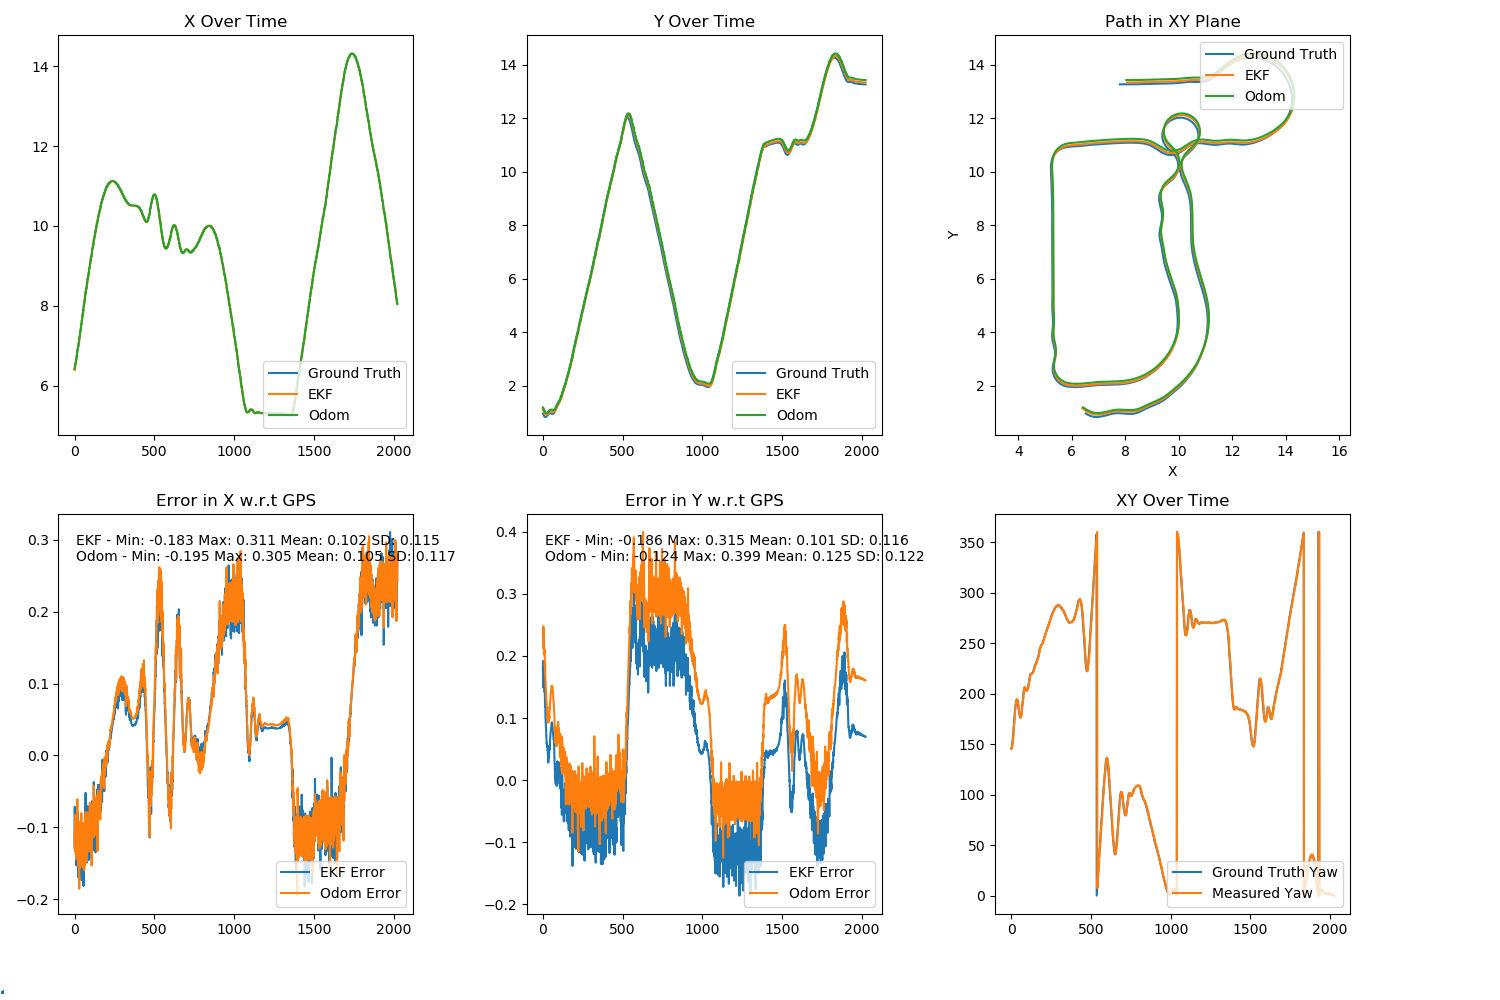 X Over Time
14
12
10
8
6
0 500 1000 1500 2000
Ground Truth
EKF
Odom
Y Over Time
14
12
10
8
6
4
2
0 500 1000 1500 2000
Ground Truth
EKF
Odom
Path in XY Plane
Y
14
12
10
8
6
4
2
4 6 8 10 12 14 16
X
Ground Truth
EKF
Odom
Error in X w.r.t GPS
EKF - Min: -0.183 Max: 0.311 Mean: 0.102 SD: 0.115
Odom - Min: -0.195 Max: 0.305 Mean: 0.105 SD: 0.117
0.3
0.2
0.1
0.0
−0.1
−0.2
0 500 1000 1500 2000
EKF Error
Odom Error
Error in Y w.r.t GPS
EKF - Min: -0.186 Max: 0.315 Mean: 0.101 SD: 0.116
Odom - Min: -0.124 Max: 0.399 Mean: 0.125 SD: 0.122
0.4
0.3
0.2
0.1
0.0
−0.1
−0.2
0 500 1000 1500 2000
EKF Error
Odom Error
XY Over Time
350
300
250
200
150
100
50
0
0 500 1000 1500 2000
Ground Truth Yaw
Measured Yaw